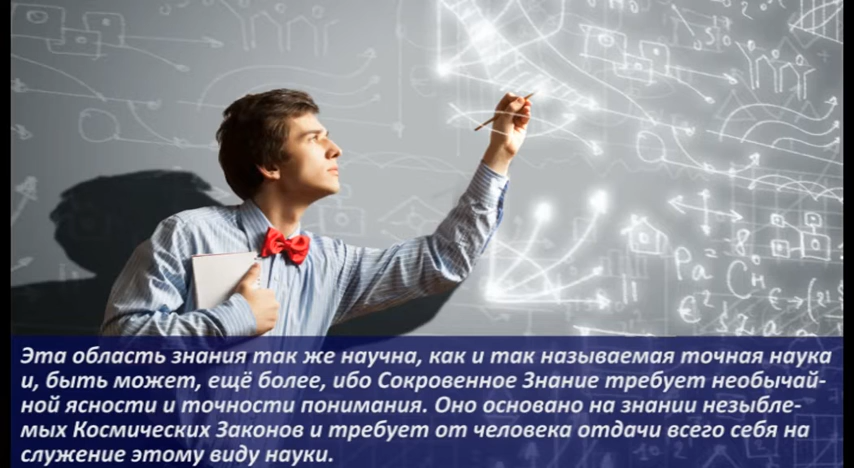 Эта область знания так же научна, как и так называемая точная наука
и, быть может, ещё более, ибо Сокровенное Знание требует необычай-
ной ясности и точности понимания. Оно основано на знании незыбле-
мых Космических Законов и требует от человека отдачи всего себя на
служение этому виду науки.